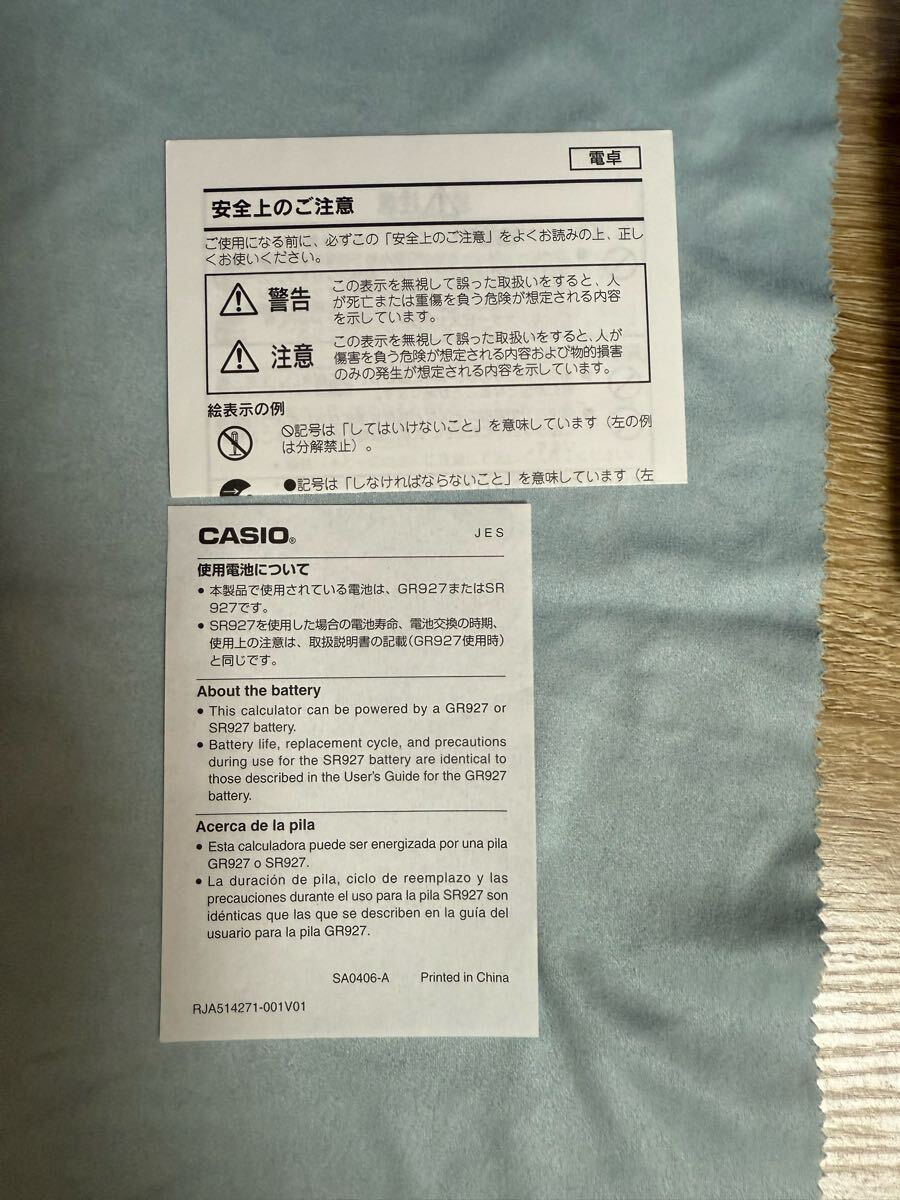 電卓
安全上のご注意
ご使用になる前に、必ずこの「安全上のご注意」をよくお読みの上、正し
くお使いください。
警告
この表示を無視して誤った取扱いをすると、人
が死亡または重傷を負う危険が想定される内容
を示しています。
注意
この表示を無視して誤った取扱いをすると、人が
傷害を負う危険が想定される内容および物的損害
のみの発生が想定される内容を示しています。
絵表示の例
記号は「してはいけないこと」を意味しています（左の例
は分解禁止）。
●記号は「しなければならないこと」を意味しています（左
CASIO®
JES
使用電池について
● 本製品で使用されている電池は、GR927またはSR
927です。
● SR927を使用した場合の電池寿命、電池交換の時期、
使用上の注意は、取扱説明書の記載（GR927使用時）
と同じです。
About the battery
● This calculator can be powered by a GR927 or
SR927 battery.
● Battery life, replacement cycle, and precautions
during use for the SR927 battery are identical to
those described in the User's Guide for the GR927
battery.
Acerca de la pila
● Esta calculadora puede ser energizada por una pila
GR927 o SR927.
● La duración de pila, ciclo de reemplazo y las
precauciones durante el uso para la pila SR927 son
idénticas que las que se describen en la guía del
usuario para la pila GR927.
SA0406-A Printed in China
RJA514271-001V01